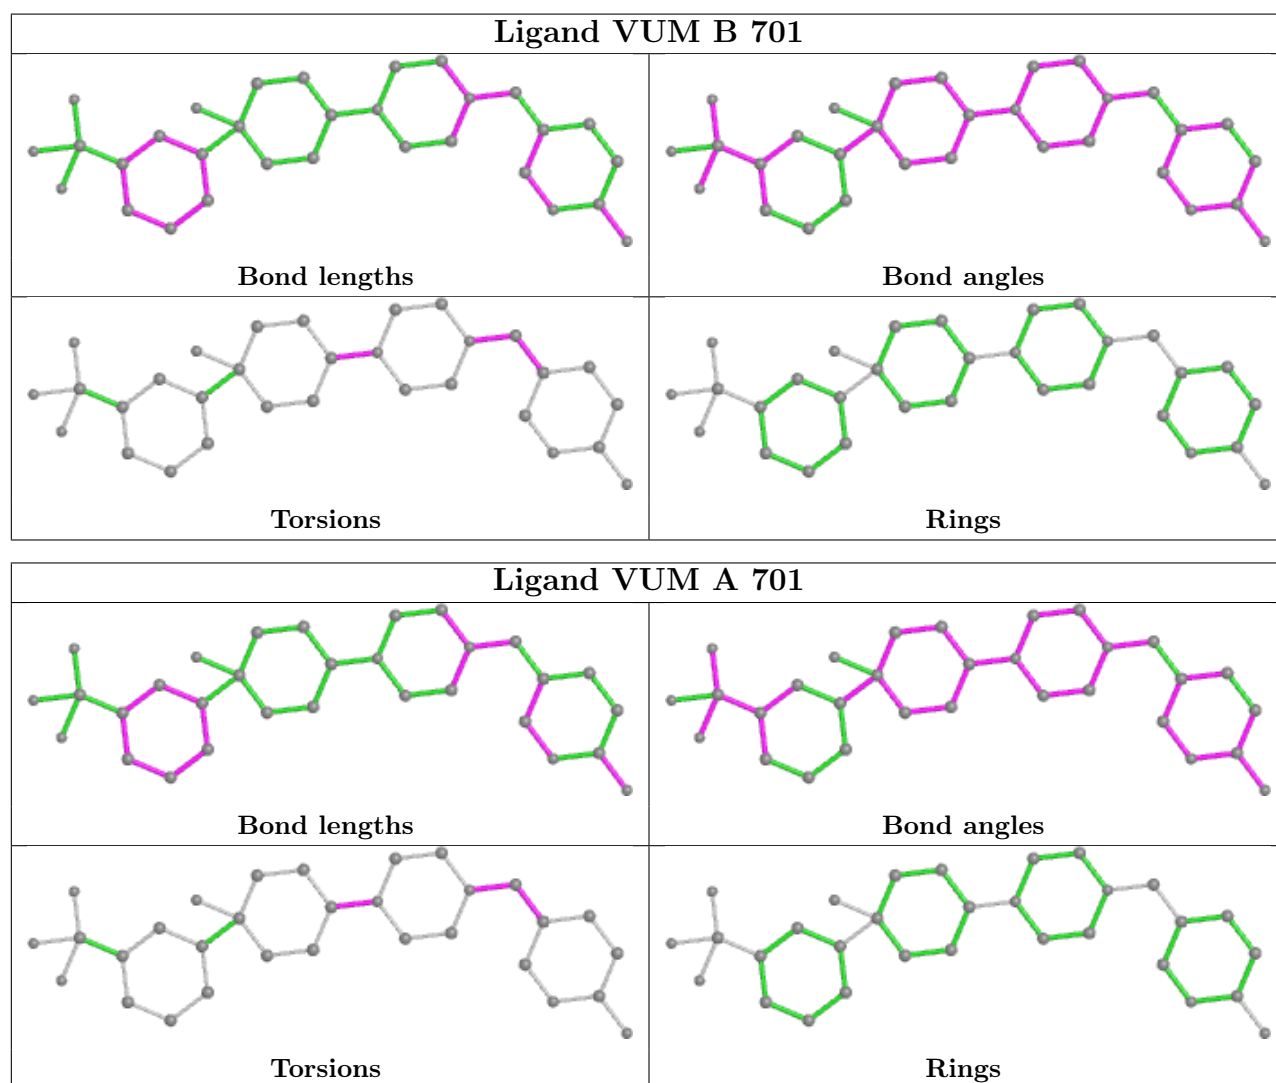 Ligand VUM B 701
Bond lengths
Bond angles
Torsions
Rings
Ligand VUM A 701
Bond lengths
Bond angles
Torsions
Rings